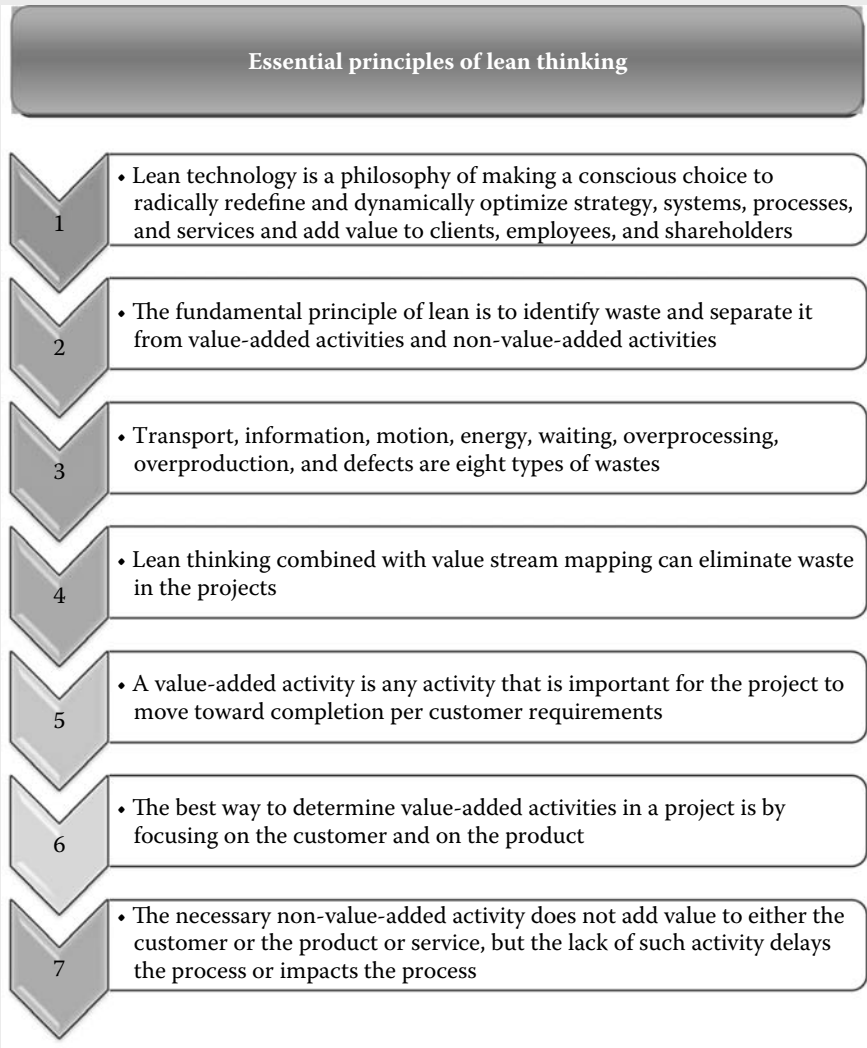 Essential principles of lean thinking
1
• Lean technology is a philosophy of making a conscious choice to
radically redefine and dynamically optimize strategy, systems, processes,
and services and add value to clients, employees, and shareholders
2
• The fundamental principle of lean is to identify waste and separate it
from value-added activities and non-value-added activities
3
• Transport, information, motion, energy, waiting, overprocessing,
overproduction, and defects are eight types of wastes
4
• Lean thinking combined with value stream mapping can eliminate waste
in the projects
5
• A value-added activity is any activity that is important for the project to
move toward completion per customer requirements
6
• The best way to determine value-added activities in a project is by
focusing on the customer and on the product
7
• The necessary non-value-added activity does not add value to either the
customer or the product or service, but the lack of such activity delays
the process or impacts the process